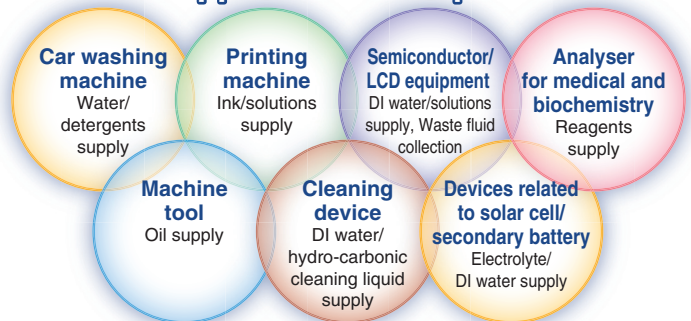 Car washing
machine
Water/
detergents
supply
Printing
machine
Ink/solutions
supply
Semiconductor/
LCD equipment
DI water/solutions
supply, Waste fluid
collection
Analyser
for medical and
biochemistry
Reagents
supply
Machine
tool
Oil supply
Cleaning
device
DI water/
hydro-carbonic
cleaning liquid
supply
Devices related
to solar cell/
secondary battery
Electrolyte/
DI water supply